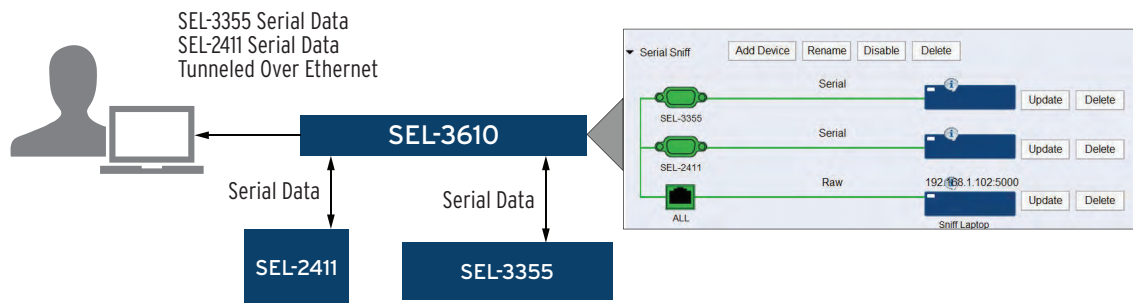 SEL-3355 Serial Data
SEL-2411 Serial Data
Tunneled Over Ethernet
SEL-3610
Serial Data
Serial Data
SEL-2411
SEL-3355
Serial Sniff
Add Device
Rename
Disable
Delete
Serial
SEL-3355
Update
Delete
Serial
SEL-2411
Update
Delete
Raw
192.168.1.102:5000
ALL
Update
Delete
Sniff Laptop